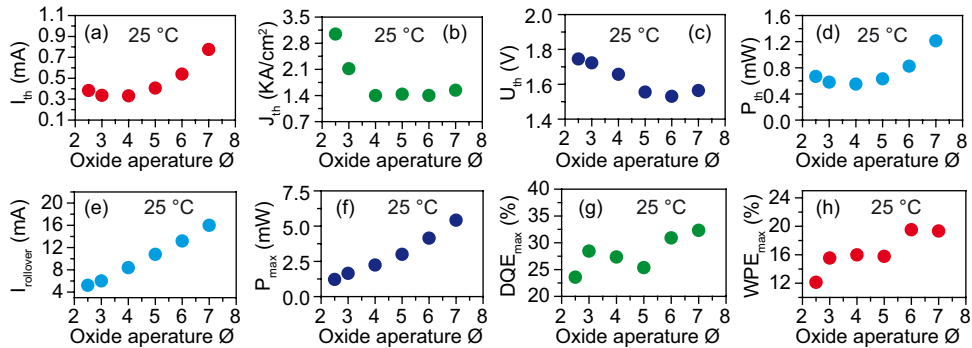 (a) 25 °C
I_th (mA)
1.1
0.9
0.7
0.5
0.3
0.1
2 3 4 5 6 7 8
Oxide aperature Ø
25 °C (b)
J_th (KA/cm²)
3.5
2.8
2.1
1.4
0.7
2 3 4 5 6 7 8
Oxide aperature Ø
25 °C (c)
U_th (V)
2.0
1.8
1.6
1.4
2 3 4 5 6 7 8
Oxide aperature Ø
(d) 25 °C
P_th (mW)
1.6
1.2
0.8
0.4
0.0
2 3 4 5 6 7 8
Oxide aperature Ø
(e) 25 °C
I_rollover (mA)
20
16
12
8
4
2 3 4 5 6 7 8
Oxide aperature Ø
(f) 25 °C
P_max (mW)
7.5
5.0
2.5
0.0
2 3 4 5 6 7 8
Oxide aperature Ø
(g) 25 °C
DQE_max (%)
45
40
35
30
25
20
2 3 4 5 6 7 8
Oxide aperature Ø
25 °C (h)
WPE_max (%)
24
20
16
12
2 3 4 5 6 7 8
Oxide aperature Ø